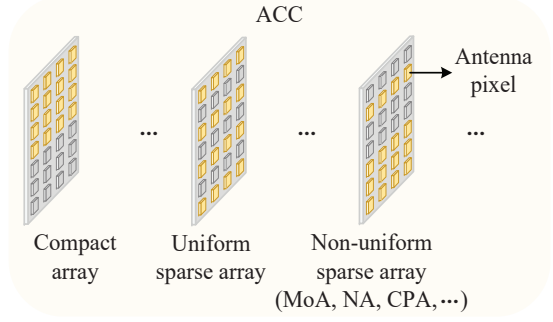 ACC
Antenna
pixel
...
...
...
Compact
array
Uniform
sparse array
Non-uniform
sparse array
(MoA, NA, CPA, ...)